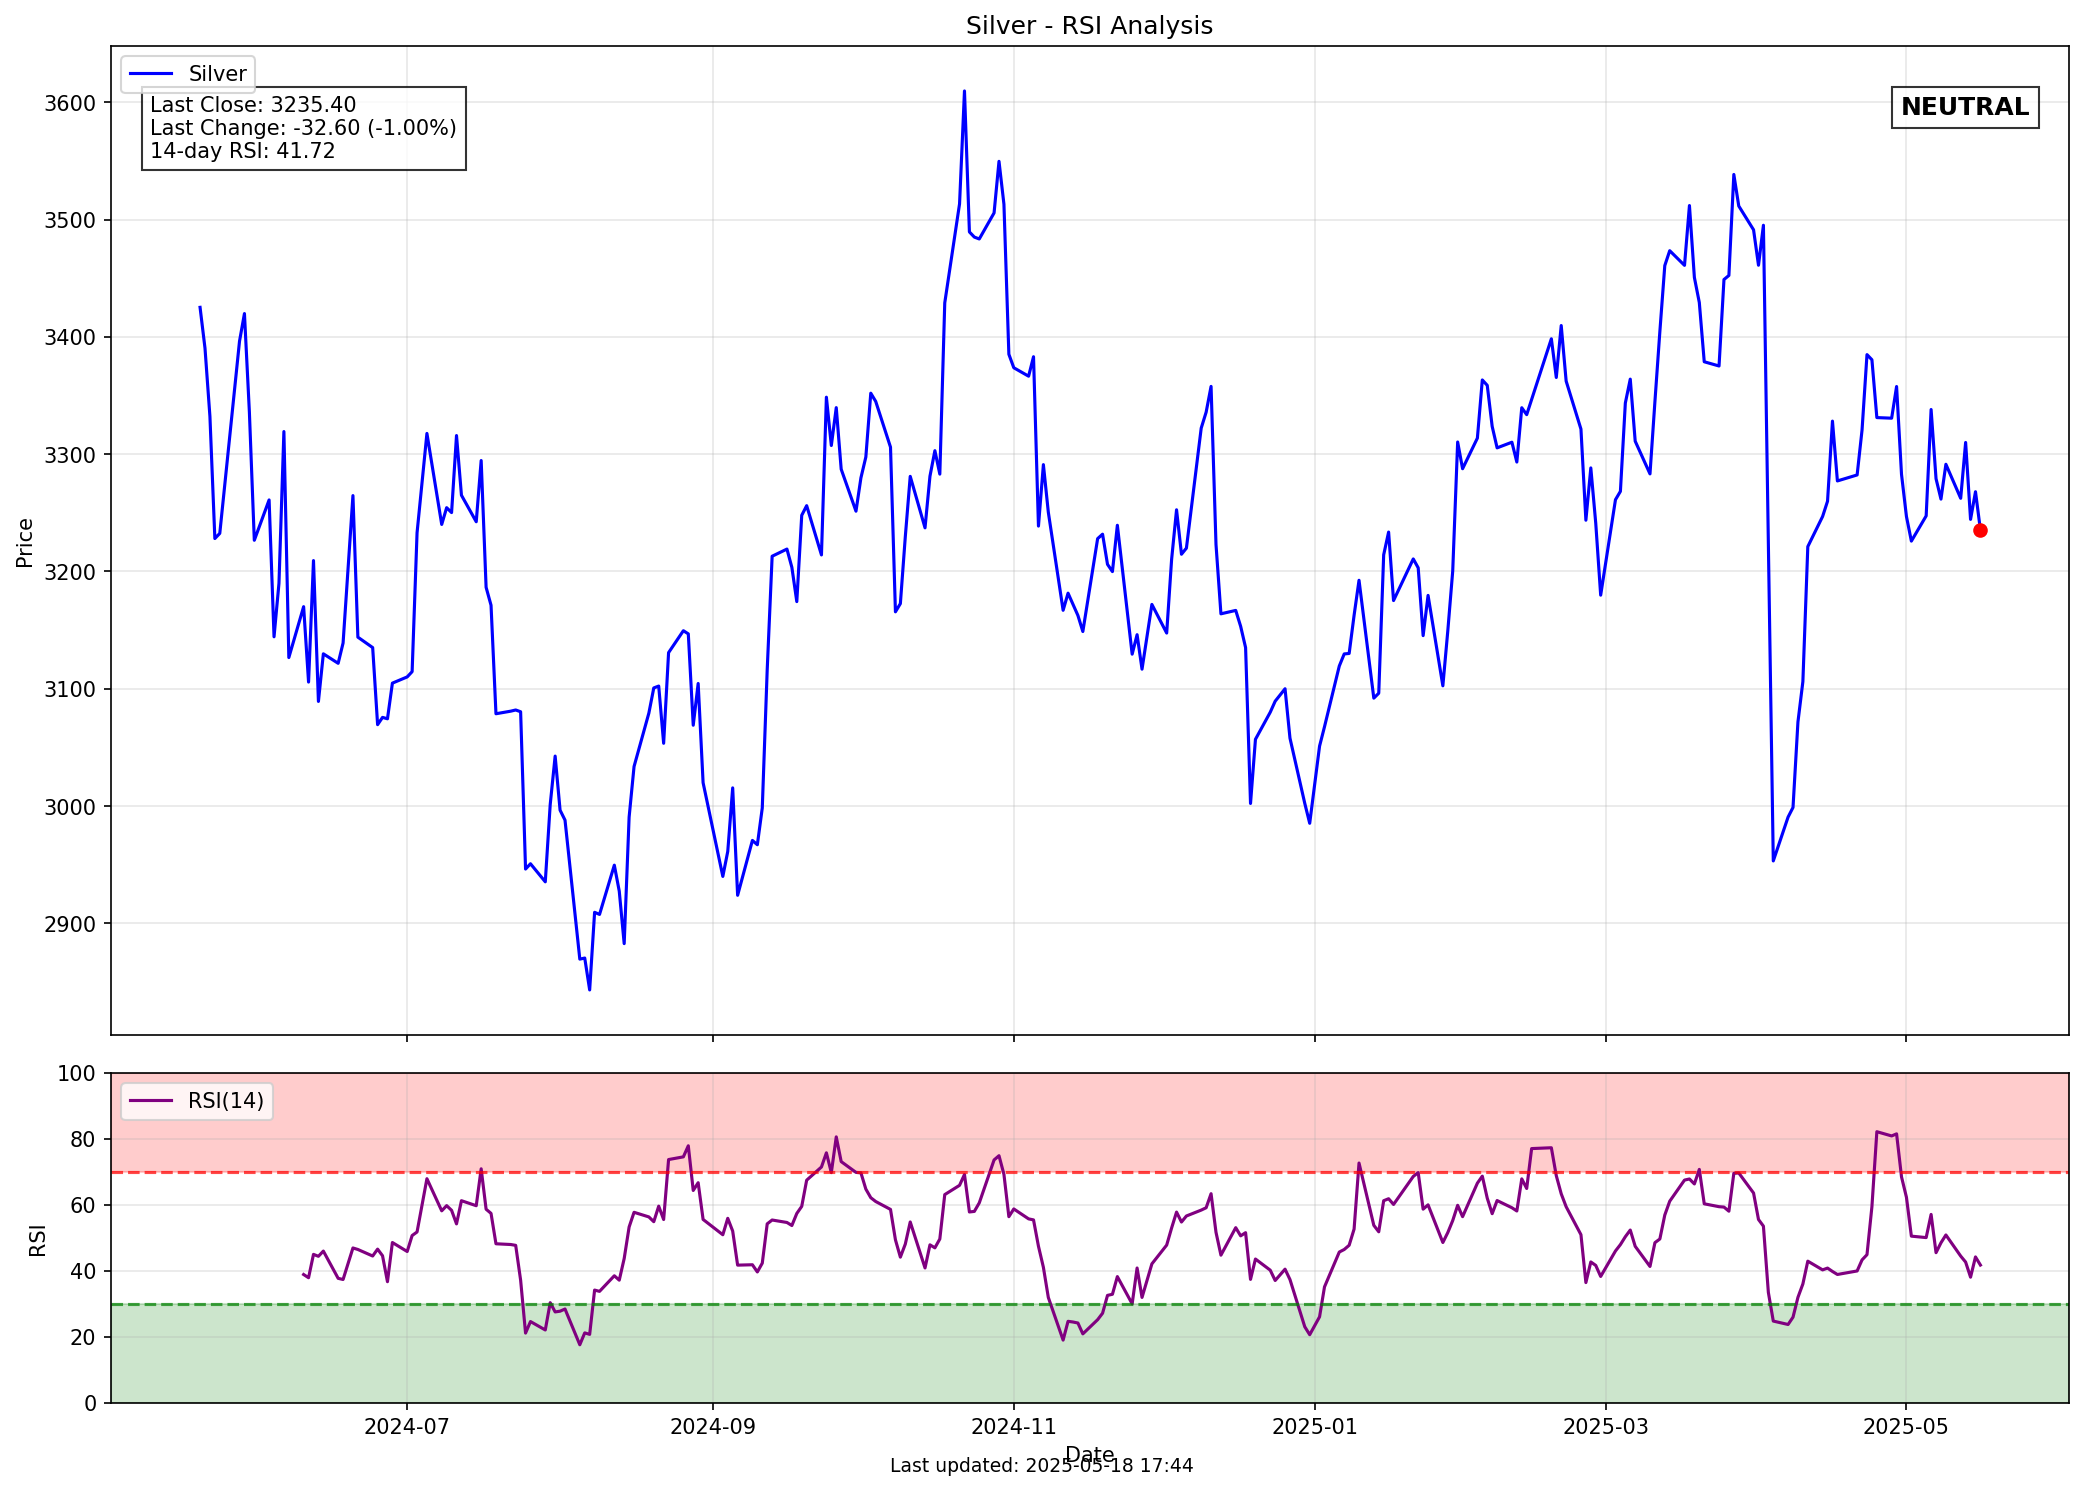 Silver - RSI Analysis
Silver
Last Close: 3235.40
Last Change: -32.60 (-1.00%)
14-day RSI: 41.72
NEUTRAL
3600
3500
3400
3300
3200
3100
3000
2900
Price
RSI(14)
100
80
60
40
20
0
RSI
2024-07
2024-09
2024-11
2025-01
2025-03
2025-05
Date
Last updated: 2025-05-18 17:44